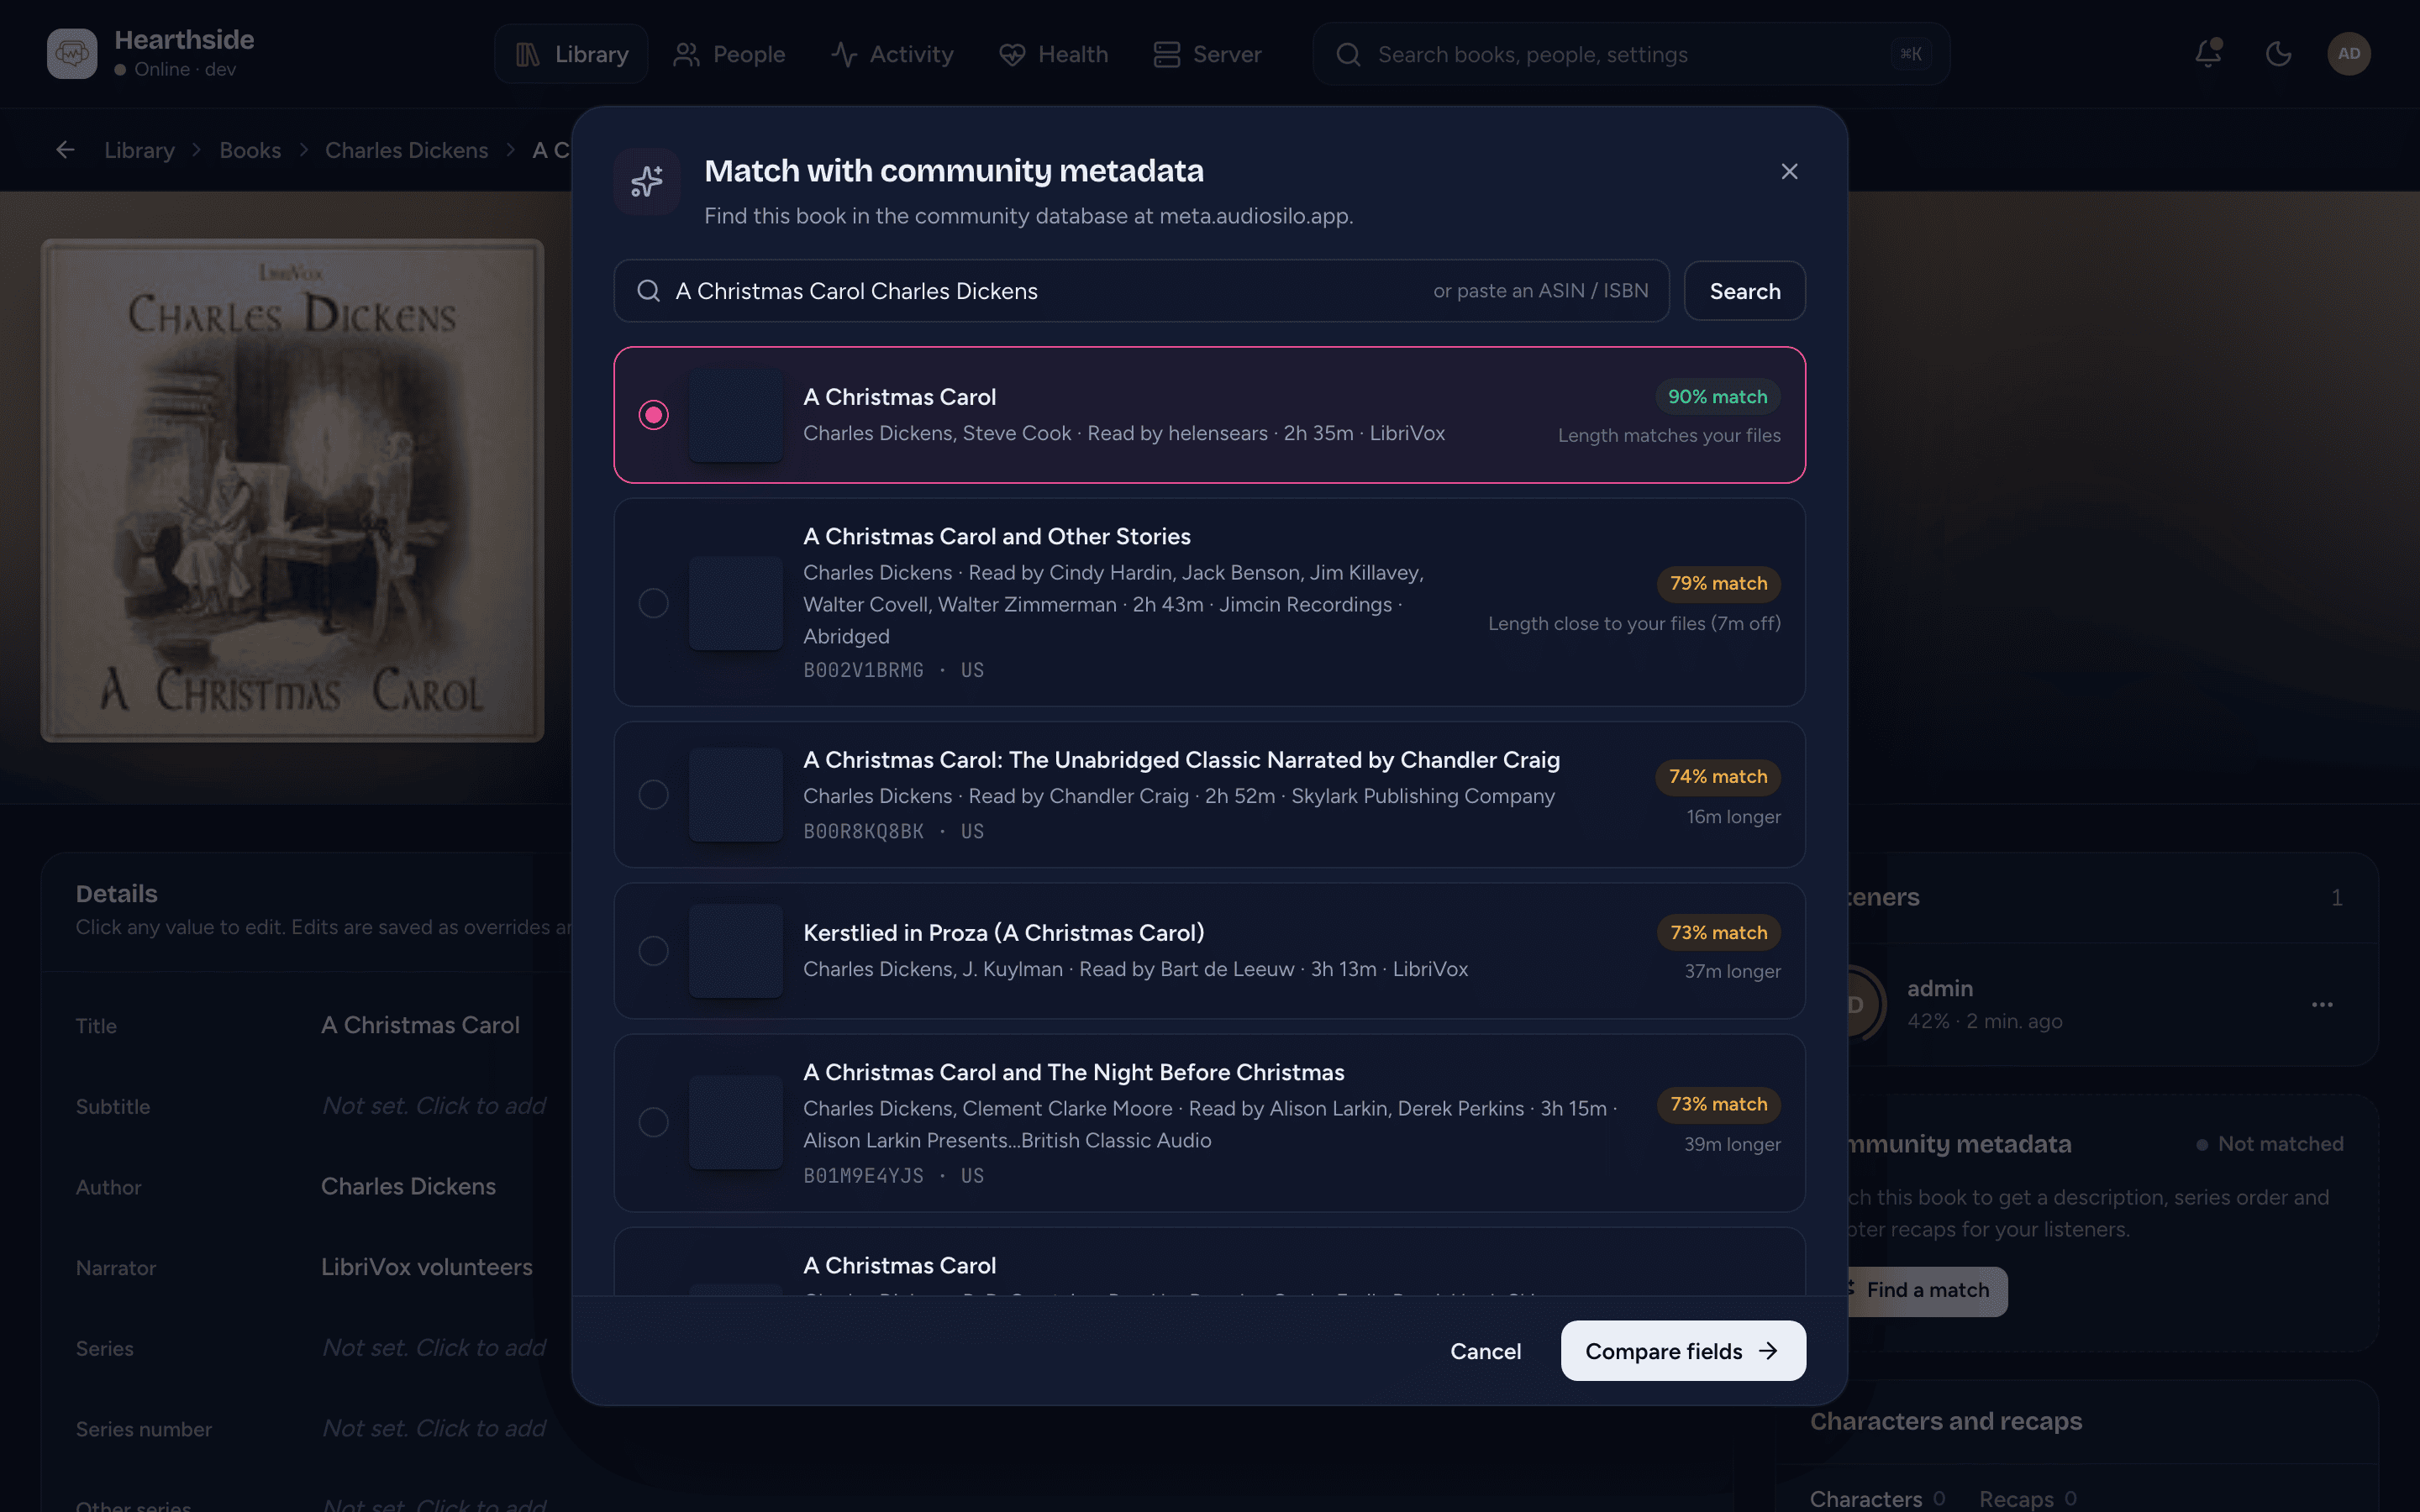 Hearthside
Online · dev
Library
People
Activity
Health
Server
Search books, people, settings
⌘K
AD
Library > Books > Charles Dickens > A C
LibriVox
Charles Dickens
A Christmas Carol
Match with community metadata
Find this book in the community database at meta.audiosilo.app.
A Christmas Carol Charles Dickens
or paste an ASIN / ISBN
Search
A Christmas Carol
Charles Dickens, Steve Cook · Read by helensears · 2h 35m · LibriVox
90% match
Length matches your files
A Christmas Carol and Other Stories
Charles Dickens · Read by Cindy Hardin, Jack Benson, Jim Killavey,
Walter Covell, Walter Zimmerman · 2h 43m · Jimcin Recordings ·
Abridged
B002V1BRMG · US
79% match
Length close to your files (7m off)
A Christmas Carol: The Unabridged Classic Narrated by Chandler Craig
Charles Dickens · Read by Chandler Craig · 2h 52m · Skylark Publishing Company
B00R8KQ8BK · US
74% match
16m longer
Kerstlied in Proza (A Christmas Carol)
Charles Dickens, J. Kuylman · Read by Bart de Leeuw · 3h 13m · LibriVox
73% match
37m longer
A Christmas Carol and The Night Before Christmas
Charles Dickens, Clement Clarke Moore · Read by Alison Larkin, Derek Perkins · 3h 15m ·
Alison Larkin Presents...British Classic Audio
B01M9E4YJS · US
73% match
39m longer
A Christmas Carol
Cancel
Compare fields
Details
Click any value to edit. Edits are saved as overrides
Title
A Christmas Carol
Subtitle
Not set. Click to add
Author
Charles Dickens
Narrator
LibriVox volunteers
Series
Not set. Click to add
Series number
Not set. Click to add
Other series
Not set. Click to add
teners
1
D
admin
42% · 2 min. ago
mmunity metadata
Not matched
ch this book to get a description, series order and
pter recaps for your listeners.
Find a match
Characters and recaps
Characters 0
Recaps 0